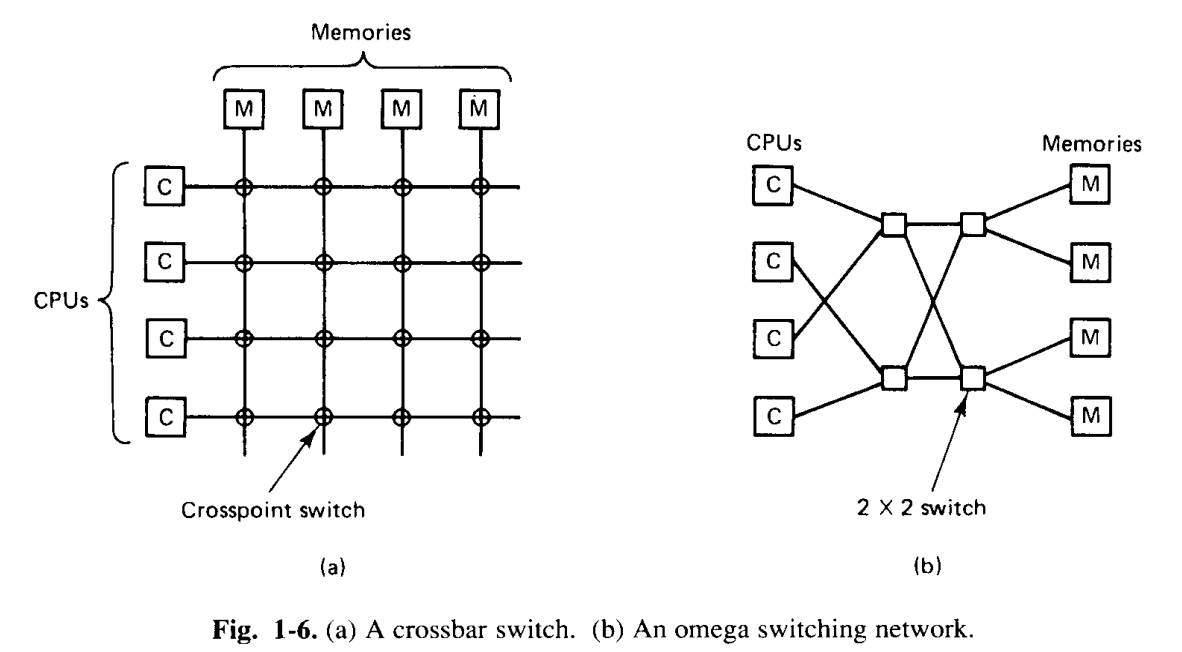 Memories
M M M M
C
C
CPUs
C
C
Crosspoint switch
(a)
CPUs Memories
C M
C M
C M
C M
2 × 2 switch
(b)
Fig. 1-6. (a) A crossbar switch. (b) An omega switching network.